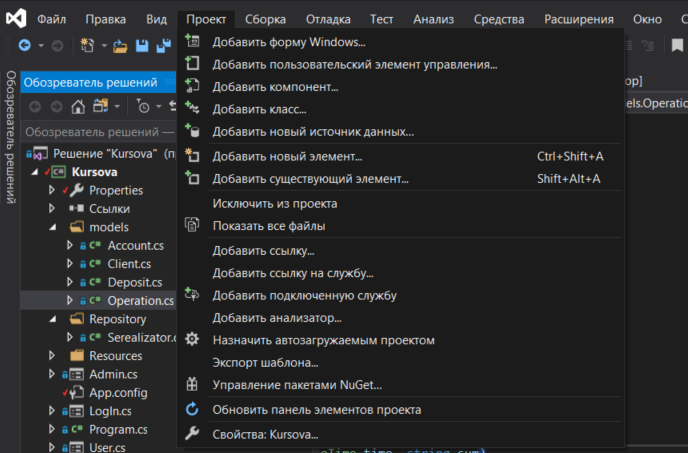 Файл Правка Вид Проект Сборка Отладка Тест Анализ Средства Расширения Окно
Обозреватель решений
Обозреватель решений
Обозреватель решений —
Решение "Kursova"
Kursova
Properties
Ссылки
models
Account.cs
Client.cs
Deposit.cs
Operation.cs
Repository
Resources
Admin.cs
App.config
LogIn.cs
Program.cs
User.cs
Добавить форму Windows...
Добавить пользовательский элемент управления...
Добавить компонент...
Добавить класс...
Добавить новый источник данных...
Добавить новый элемент... Ctrl+Shift+A
Добавить существующий элемент... Shift+Alt+A
Исключить из проекта
Показать все файлы
Добавить ссылку...
Добавить ссылку на службу...
Добавить подключенную службу
Добавить анализатор...
Назначить автозагружаемым проектом
Экспорт шаблона...
Управление пакетами NuGet...
Обновить панель элементов проекта
Свойства: Kursova...